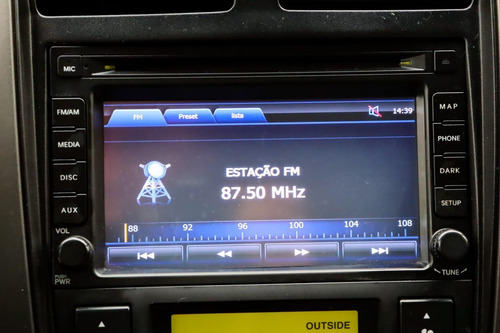 MIC
FM/AM
MEDIA
DISC
AUX
VOL
PUSH
PWR
FM Preset lista
14:39
ESTAÇÃO FM
87.50 MHz
88 92 96 100 104 108
MAP
PHONE
DARK
SETUP
TUNE
OUTSIDE